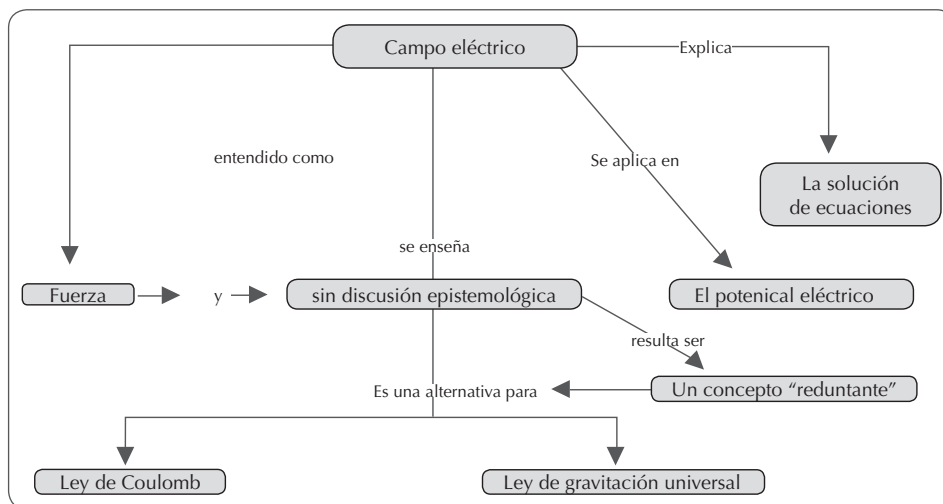 Campo eléctrico
Explica
entendido como
Se aplica en
La solución
de ecuaciones
se enseña
Fuerza
y
sin discusión epistemológica
El potenical eléctrico
resulta ser
Es una alternativa para
Un concepto “reduntante”
Ley de Coulomb
Ley de gravitación universal